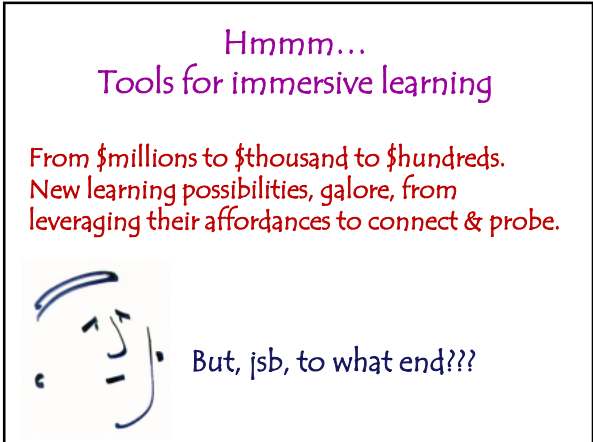 Hmmm…
Tools for immersive learning
From $millions to $thousand to $hundreds.
New learning possibilities, galore, from
leveraging their affordances to connect & probe.
But, jsb, to what end???